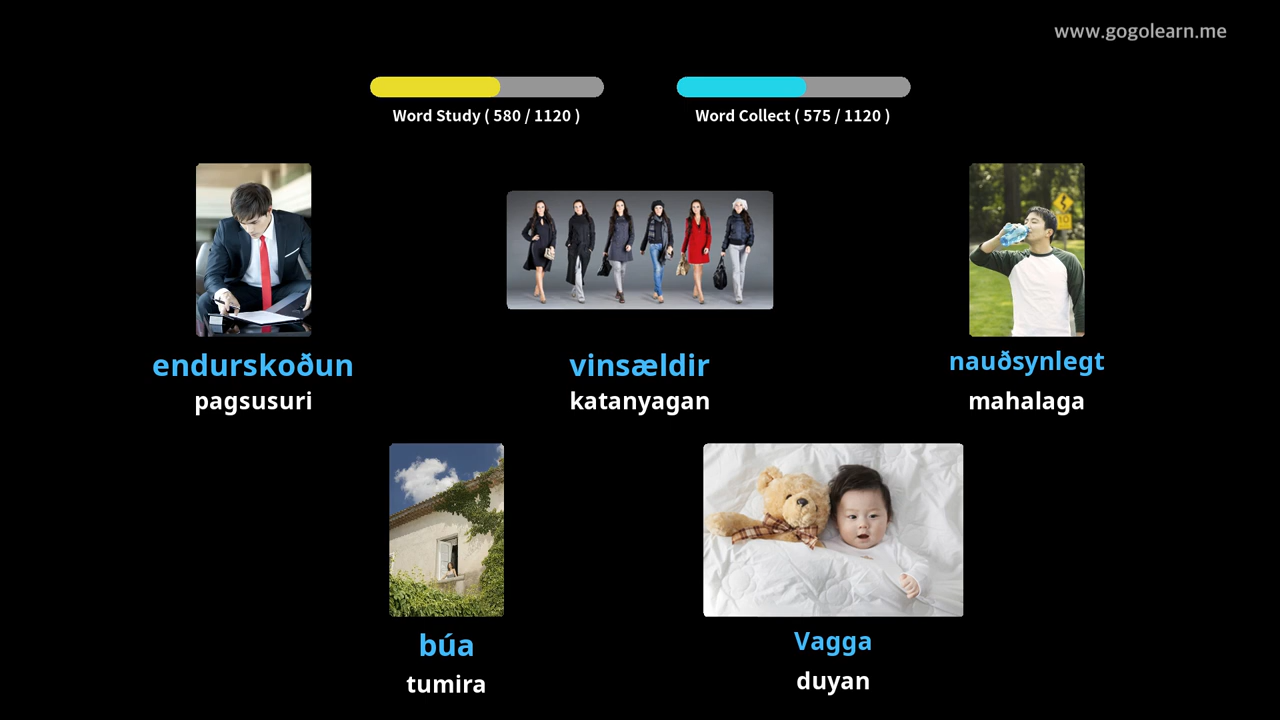 www.gogolearn.me
Word Study ( 580 / 1120 )
Word Collect ( 575 / 1120 )
endurskoðun
pagsusuri
vinsældir
katanyagan
nauðsynlegt
mahalaga
búa
tumira
Vagga
duyan